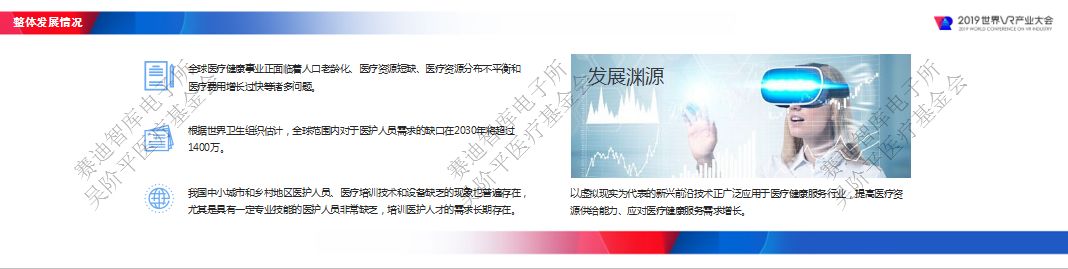 整体发展情况
2019世界VR产业大会
2019 WORLD CONFERENCE ON VR INDUSTRY
全球医疗健康事业正面临着人口老龄化、医疗资源短缺、医疗资源分布不平衡和
医疗费用增长过快等诸多问题。
根据世界卫生组织估计，全球范围内对于医护人员需求的缺口在2030年将超过
1400万。
我国中小城市和乡村地区医护人员、医疗培训技术和设备缺乏的现象也普遍存在，
尤其是具有一定专业技能的医护人员非常缺乏，培训医护人才的需求长期存在。
发展渊源
以虚拟现实为代表的新兴前沿技术正广泛应用于医疗健康服务行业，提高医疗资
源供给能力、应对医疗健康服务需求增长。
赛迪智库电子所
吴阶平医疗基金会
赛迪智库电子所
吴阶平医疗基金会
赛迪智库电子所
吴阶平医疗基金会